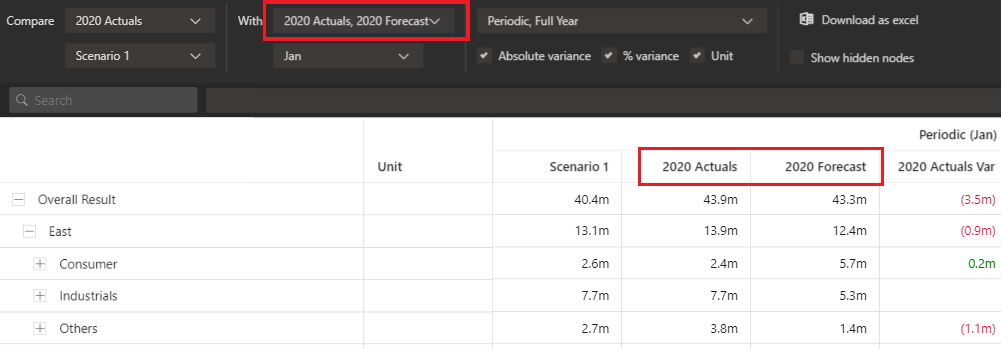 Compare 2020 Actuals With 2020 Actuals, 2020 Forecast Periodic, Full Year Download as excel
Scenario 1 Jan Absolute variance % variance Unit Show hidden nodes
Search
Periodic (Jan)
Unit Scenario 1 2020 Actuals 2020 Forecast 2020 Actuals Var
Overall Result 40.4m 43.9m 43.3m (3.5m)
East 13.1m 13.9m 12.4m (0.9m)
Consumer 2.6m 2.4m 5.7m 0.2m
Industrials 7.7m 7.7m 5.3m
Others 2.7m 3.8m 1.4m (1.1m)